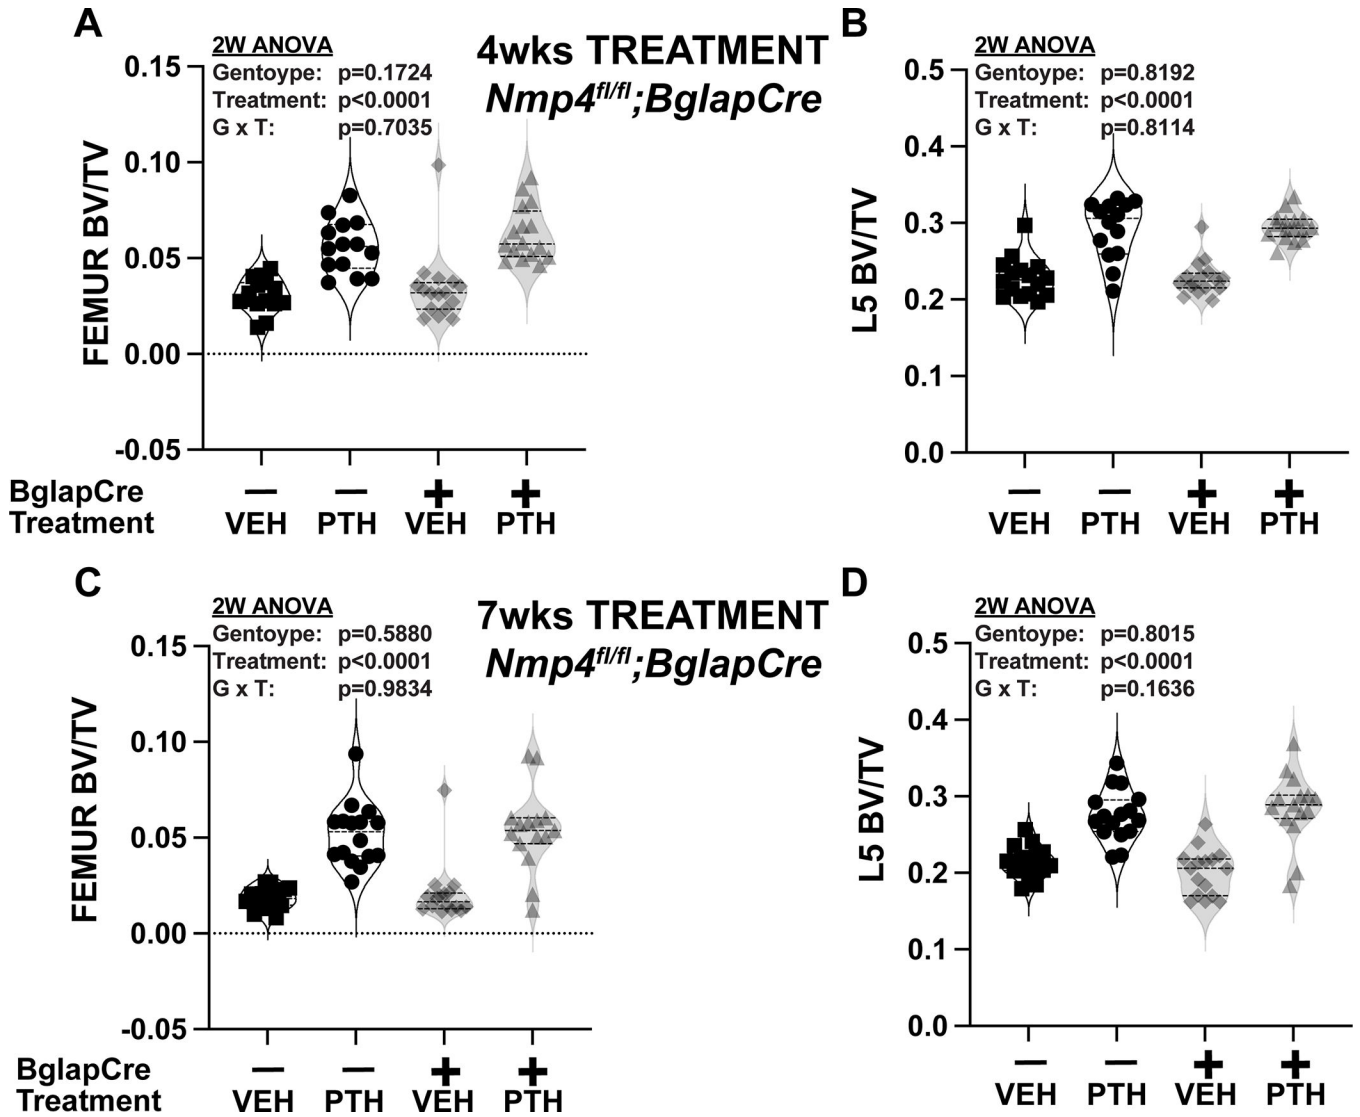 A
2W ANOVA
Gentoype: p=0.1724
Treatment: p<0.0001
G x T: p=0.7035
4wks TREATMENT
Nmp4fl/fl;BglapCre
B
2W ANOVA
Gentoype: p=0.8192
Treatment: p<0.0001
G x T: p=0.8114
FEMUR BV/TV
0.15
0.10
0.05
0.00
-0.05
L5 BV/TV
0.5
0.4
0.3
0.2
0.1
0.0
BglapCre — — + +
Treatment VEH PTH VEH PTH
— — + +
VEH PTH VEH PTH
C
2W ANOVA
Gentoype: p=0.5880
Treatment: p<0.0001
G x T: p=0.9834
7wks TREATMENT
Nmp4fl/fl;BglapCre
D
2W ANOVA
Gentoype: p=0.8015
Treatment: p<0.0001
G x T: p=0.1636
FEMUR BV/TV
0.15
0.10
0.05
0.00
-0.05
L5 BV/TV
0.5
0.4
0.3
0.2
0.1
0.0
BglapCre — — + +
Treatment VEH PTH VEH PTH
— — + +
VEH PTH VEH PTH